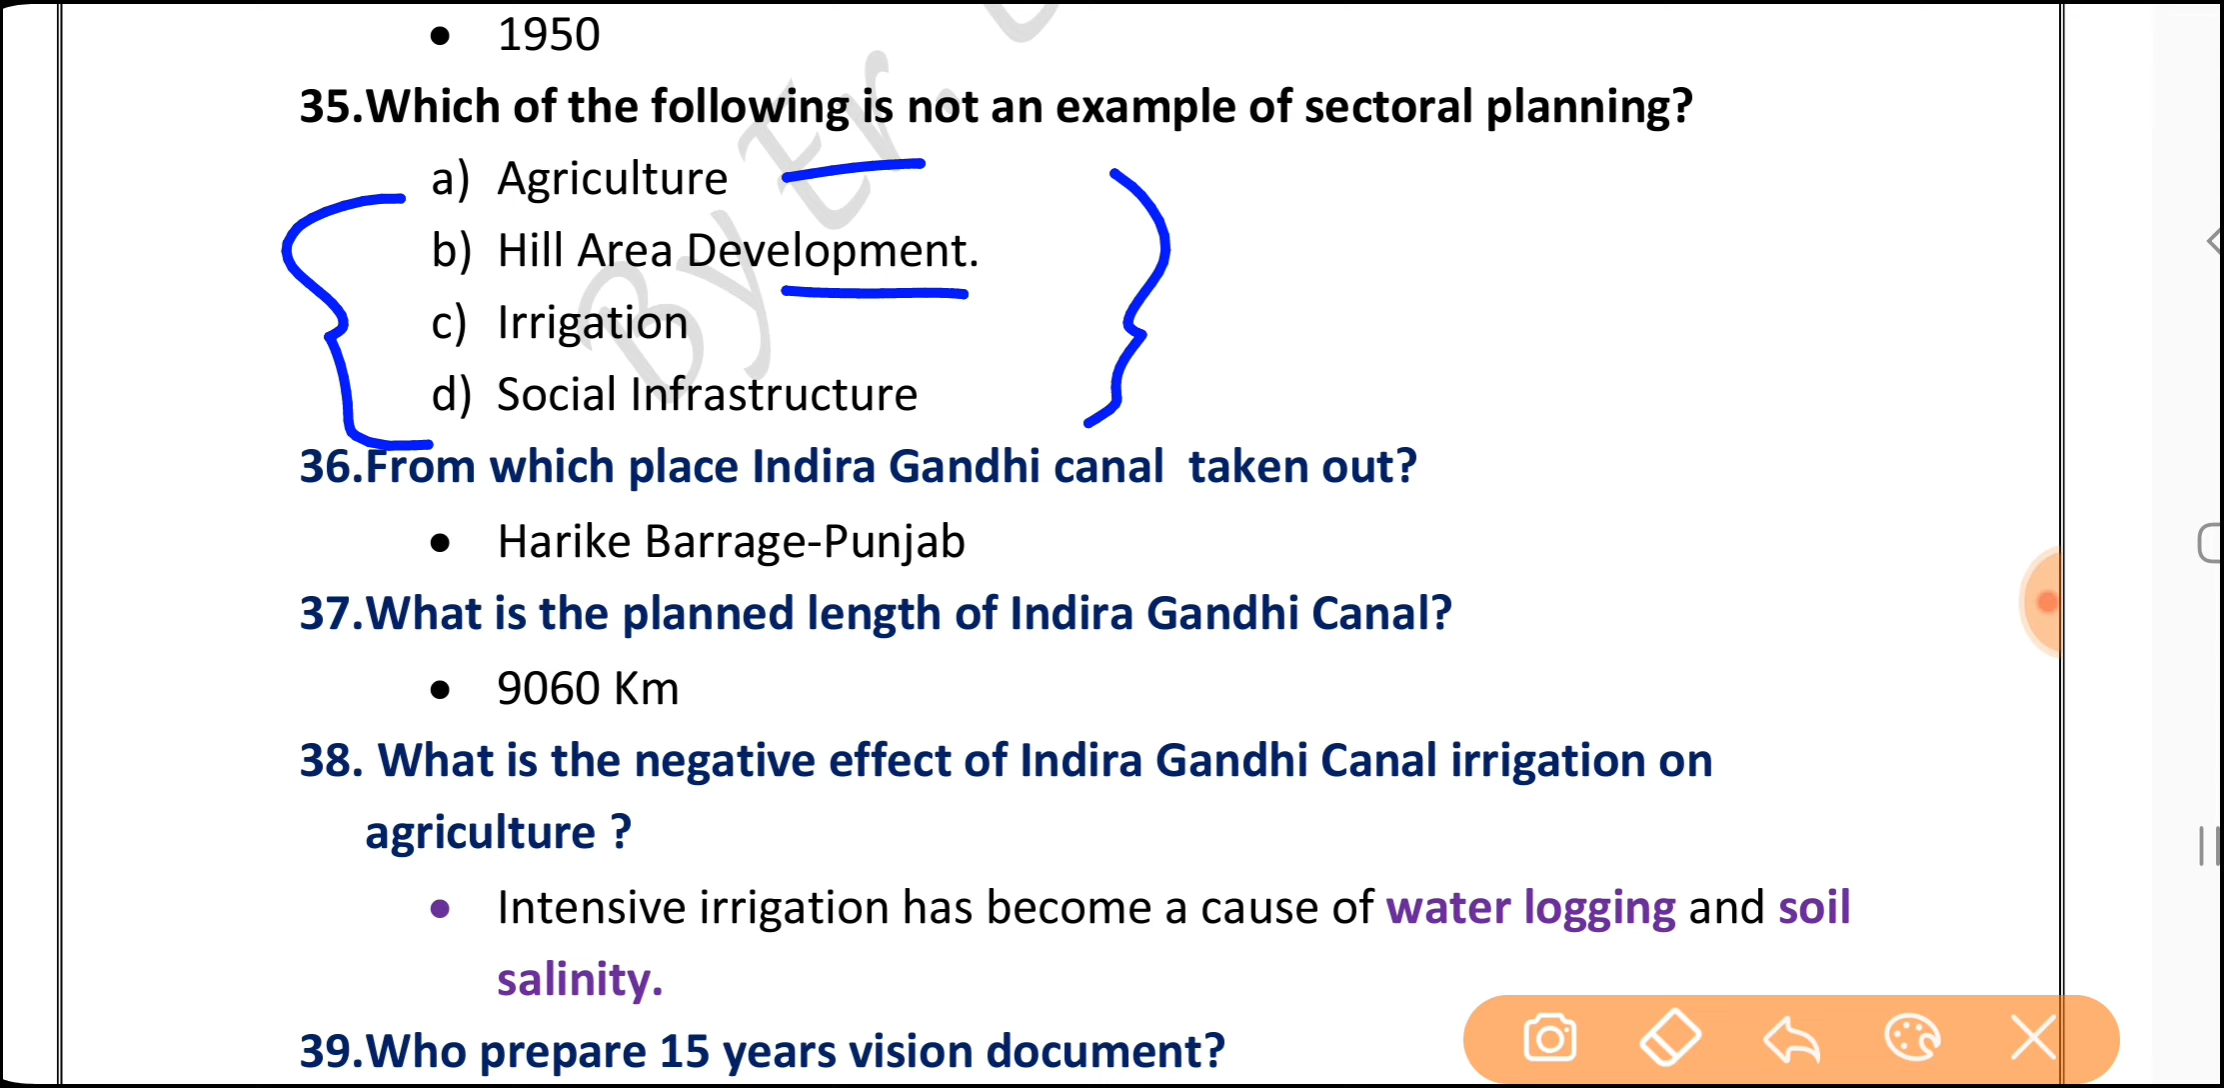 • 1950
35.Which of the following is not an example of sectoral planning?
a) Agriculture
b) Hill Area Development.
c) Irrigation
d) Social Infrastructure
36.From which place Indira Gandhi canal taken out?
• Harike Barrage-Punjab
37.What is the planned length of Indira Gandhi Canal?
• 9060 Km
38. What is the negative effect of Indira Gandhi Canal irrigation on
agriculture ?
• Intensive irrigation has become a cause of water logging and soil
salinity.
39.Who prepare 15 years vision document?
By Er.